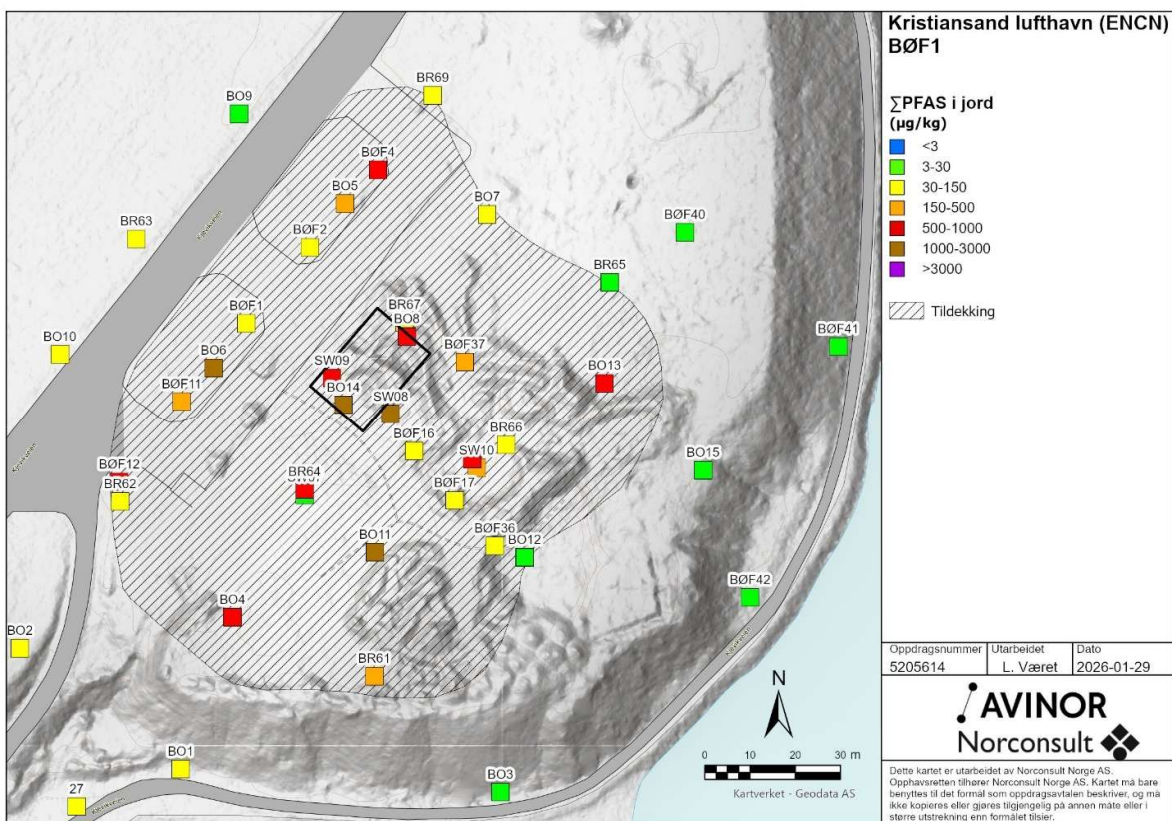 Kristiansand lufthavn (ENCN)
BØF1
∑PFAS i jord
(µg/kg)
<3
3-30
30-150
150-500
500-1000
1000-3000
>3000
Tildekking
BR69
BO9
BØF4
BO5
BO7
BR63
BØF2
BØF40
BR65
BØF1
BR67
BO8
BØF41
BO10
BO6
BØF37
SW09
BO13
BØF11
BO14
SW08
BØF16
BR66
SW10
BO15
BØF12
BR64
BR62
BØF17
BØF36
BO11
BO12
BØF42
BO4
BO2
BR61
BO1
BO3
27
N
0 10 20 30 m
Kartverket - Geodata AS
Oppdragsnummer Utarbeidet Dato
5205614 L. Været 2026-01-29
AVINOR
Norconsult
Dette kartet er utarbeidet av Norconsult Norge AS.
Opphavsretten tilhører Norconsult Norge AS. Kartet må bare
benyttes til det formål som oppdragsavtalen beskriver, og må
ikke kopieres eller gjøres tilgjengelig på annen måte eller i
større utstrekning enn formålet tilsier.